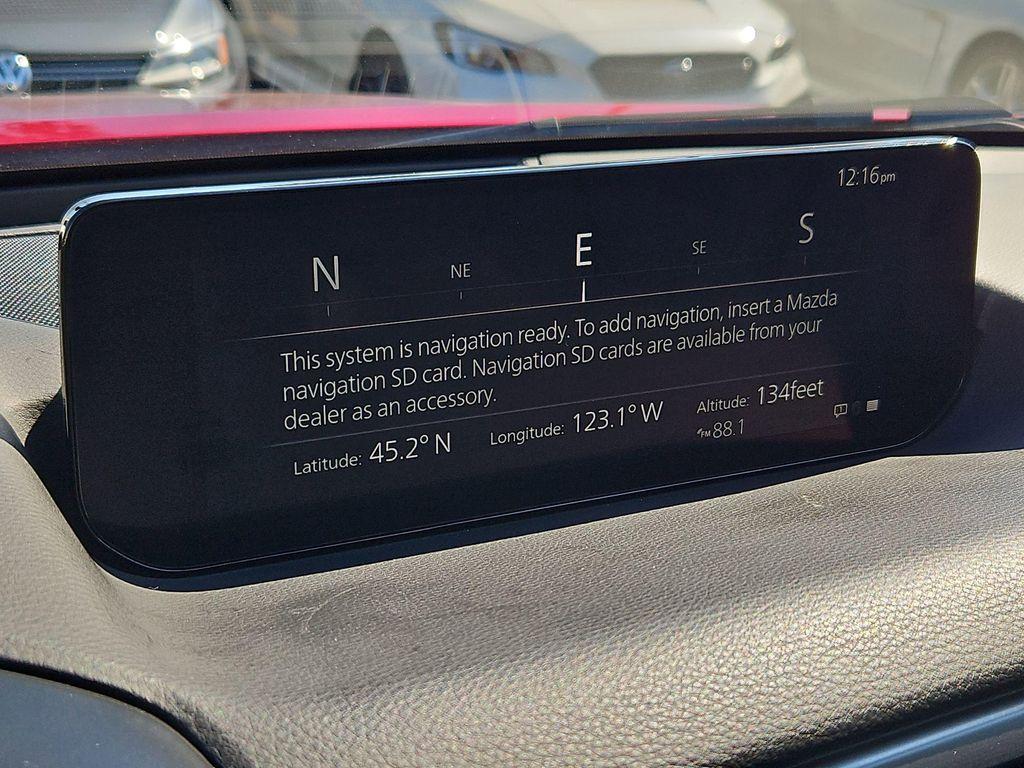 12:16pm
N NE E SE S
This system is navigation ready. To add navigation, insert a Mazda
navigation SD card. Navigation SD cards are available from your
dealer as an accessory.
Latitude: 45.2° N Longitude: 123.1° W Altitude: 134feet
FM 88.1